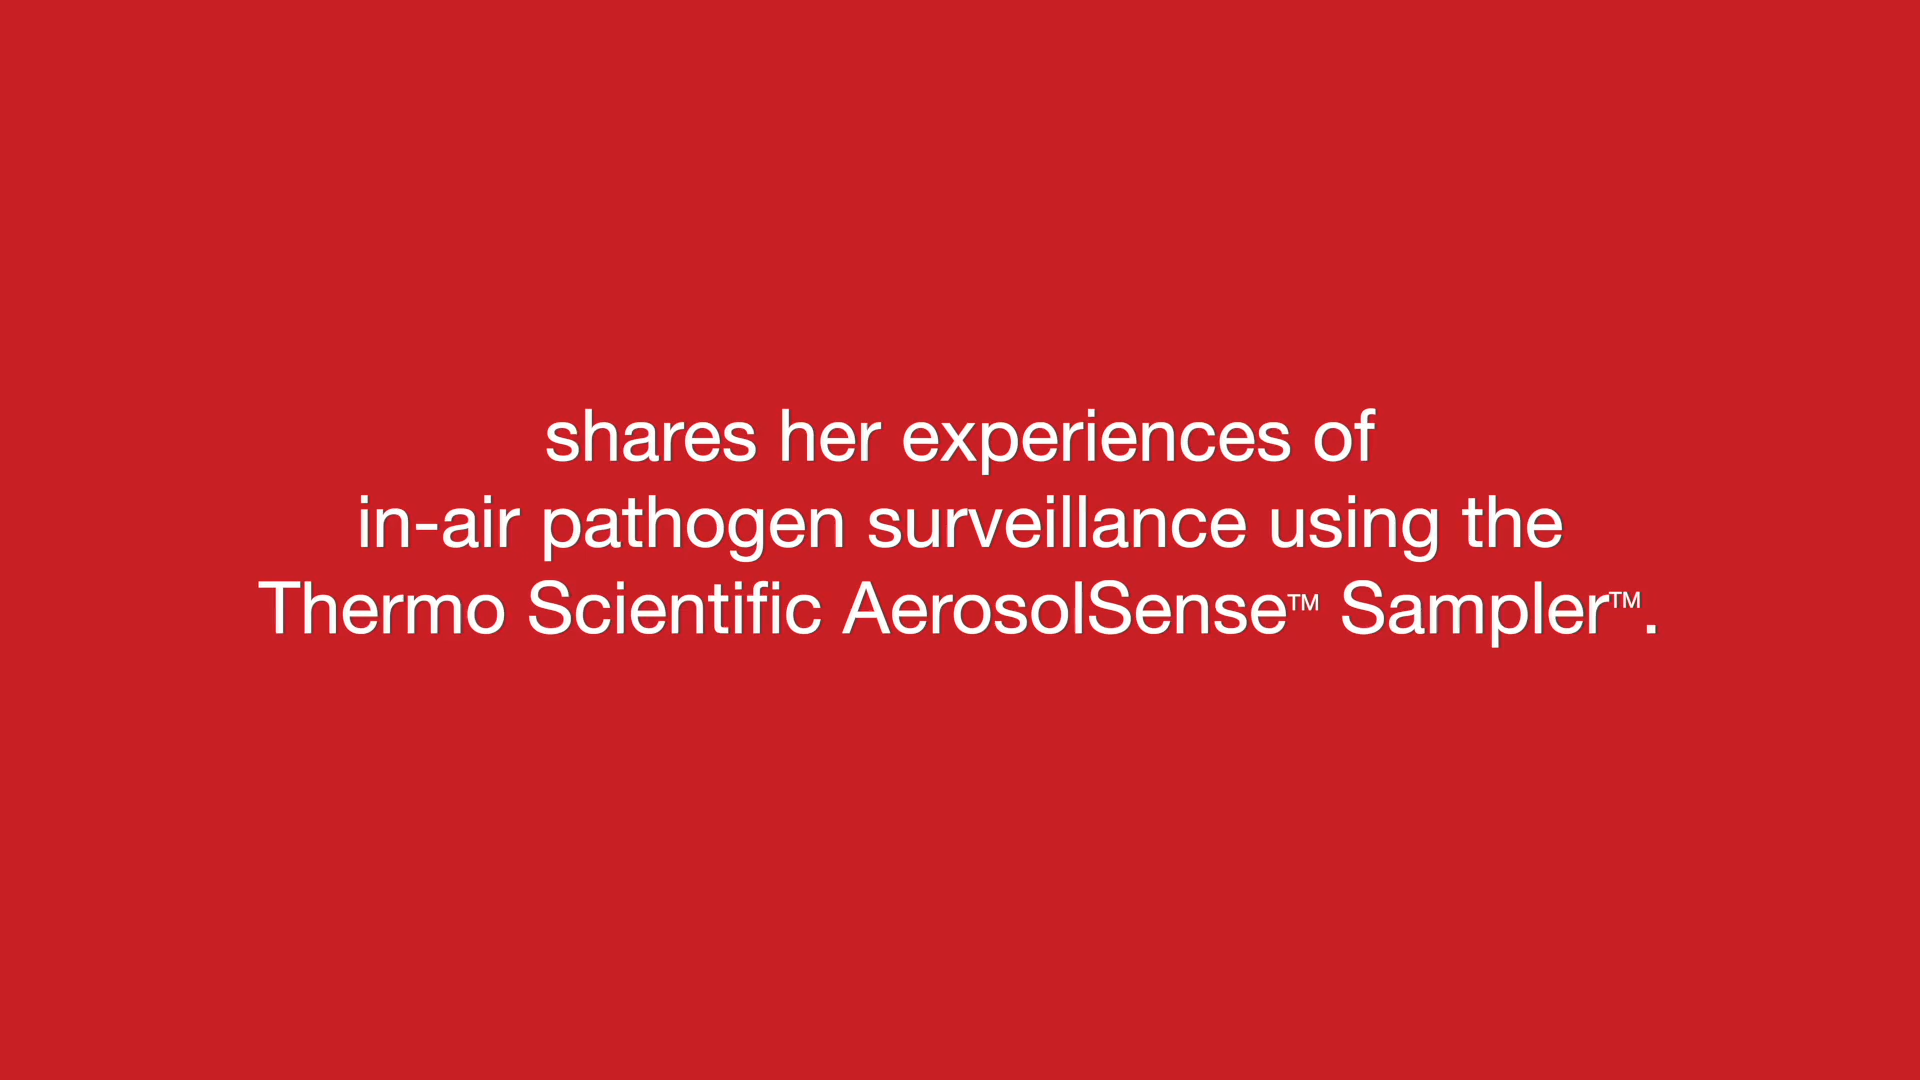 shares her experiences of
in-air pathogen surveillance using the
Thermo Scientific AerosolSense™ Sampler™.